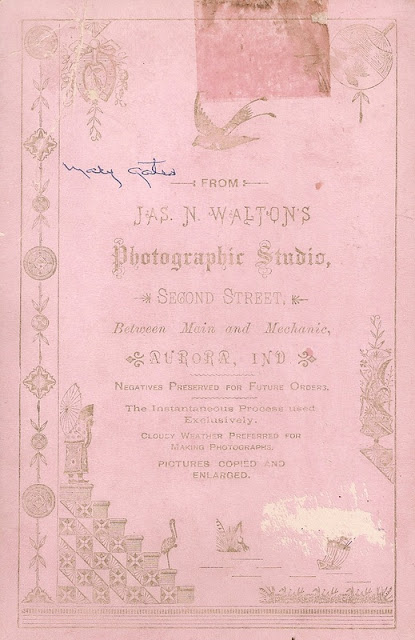 Mary Gates
FROM
JAS. N. WALTON'S
Photographic Studio,
SECOND STREET,
Between Main and Mechanic,
AURORA, IND
NEGATIVES PRESERVED FOR FUTURE ORDERS.
The Instantaneous Process used
Exclusively.
CLOUDY WEATHER PREFERRED FOR
MAKING PHOTOGRAPHS.
PICTURES COPIED AND
ENLARGED.